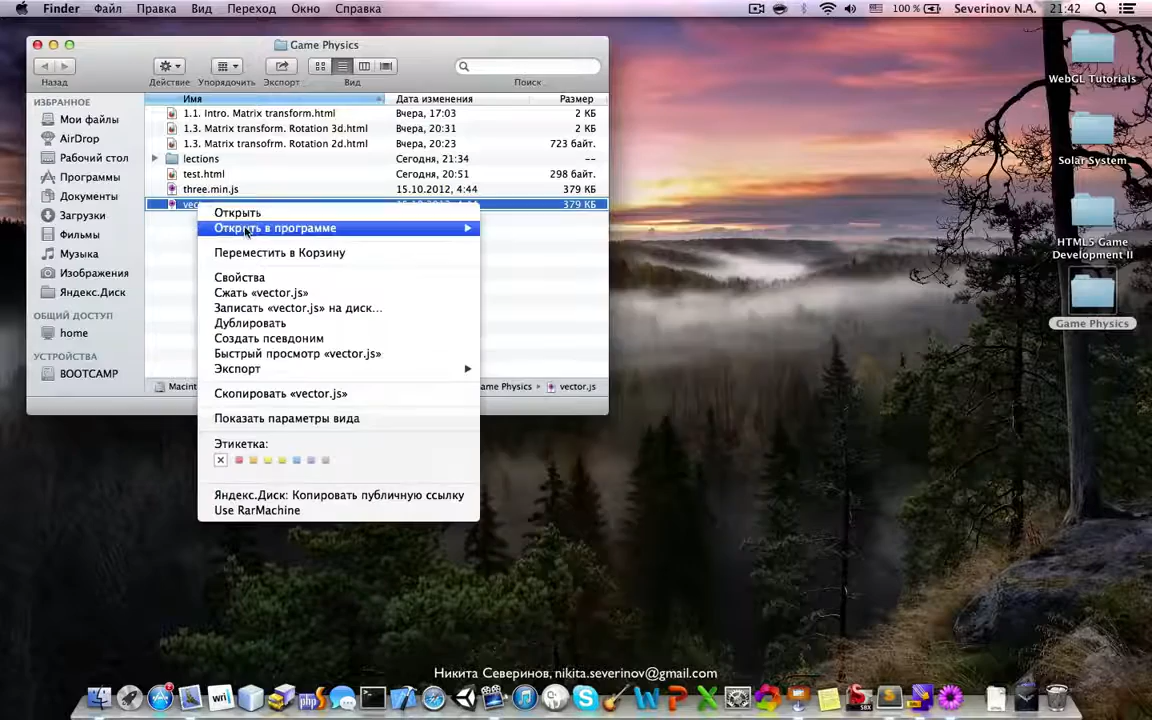 Finder Файл Правка Вид Переход Окно Справка 100 % Severinov N.A. 21:42
Game Physics
Назад Действие Упорядочить Экспорт Вид Поиск
ИЗБРАННОЕ
Мои файлы
AirDrop
Рабочий стол
Программы
Документы
Загрузки
Фильмы
Музыка
Изображения
Яндекс.Диск
ОБЩИЙ ДОСТУП
home
УСТРОЙСТВА
BOOTCAMP
Имя Дата изменения Размер
1.1. Intro. Matrix transform.html Вчера, 17:03 2 КБ
1.3. Matrix transform. Rotation 3d.html Вчера, 20:31 2 КБ
1.3. Matrix transofrm. Rotation 2d.html Вчера, 20:23 723 байт.
lections Сегодня, 21:34 --
test.html Сегодня, 20:51 298 байт.
three.min.js 15.10.2012, 4:44 379 КБ
379 КБ
Открыть
Открыть в программе
Переместить в Корзину
Свойства
Сжать «vector.js»
Записать «vector.js» на диск...
Дублировать
Создать псевдоним
Быстрый просмотр «vector.js»
Экспорт
Скопировать «vector.js»
Показать параметры вида
Этикетка:
Яндекс.Диск: Копировать публичную ссылку
Use RarMachine
Game Physics vector.js
WebGL Tutorials
Solar System
HTML5 Game
Development II
Game Physics
Никита Северинов, nikita.severinov@gmail.com